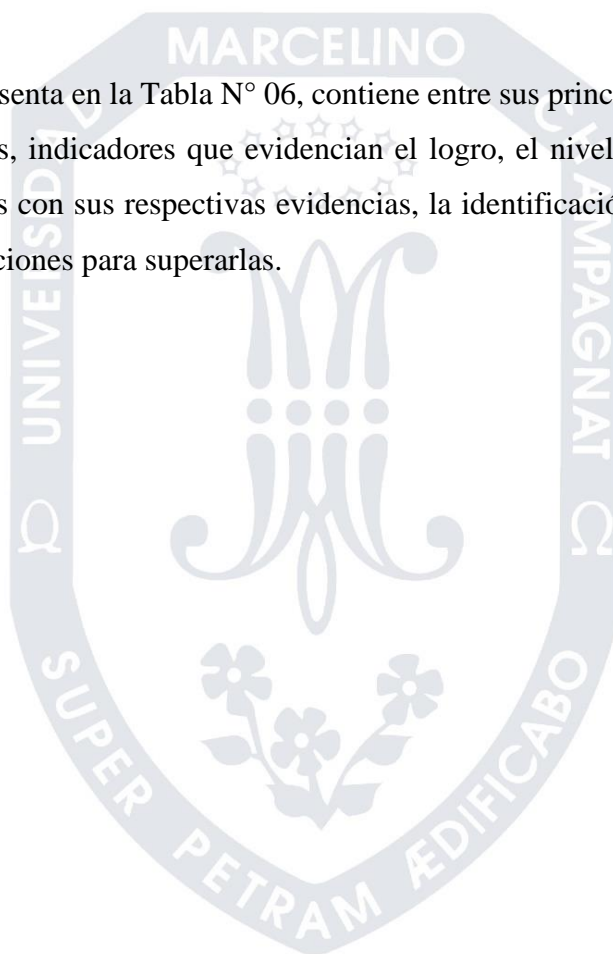 MARCELINO
senta en la Tabla N° 06, contiene entre sus princ
s, indicadores que evidencian el logro, el nivel
s con sus respectivas evidencias, la identificació
ciones para superarlas.
UNIVERSIDAD
CHAMPAGNAT
Ω
Ω
SUPER PETRAM ÆDIFICABO